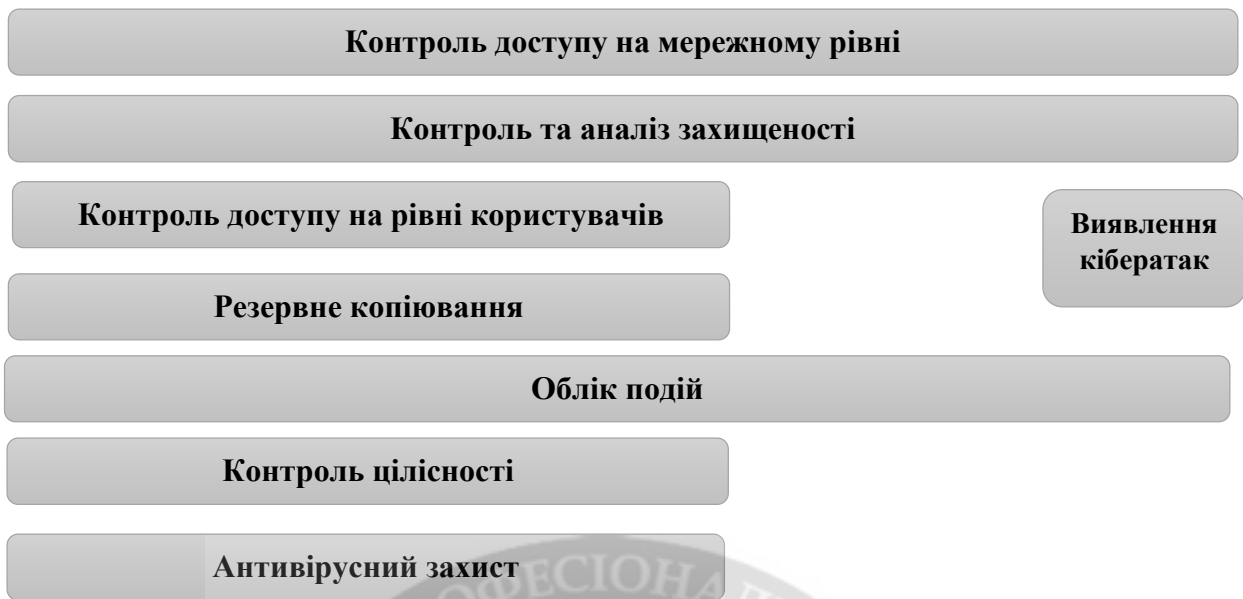 Контроль доступу на мережному рівні
Контроль та аналіз захищеності
Контроль доступу на рівні користувачів
Виявлення
кібератак
Резервне копіювання
Облік подій
Контроль цілісності
Антивірусний захист